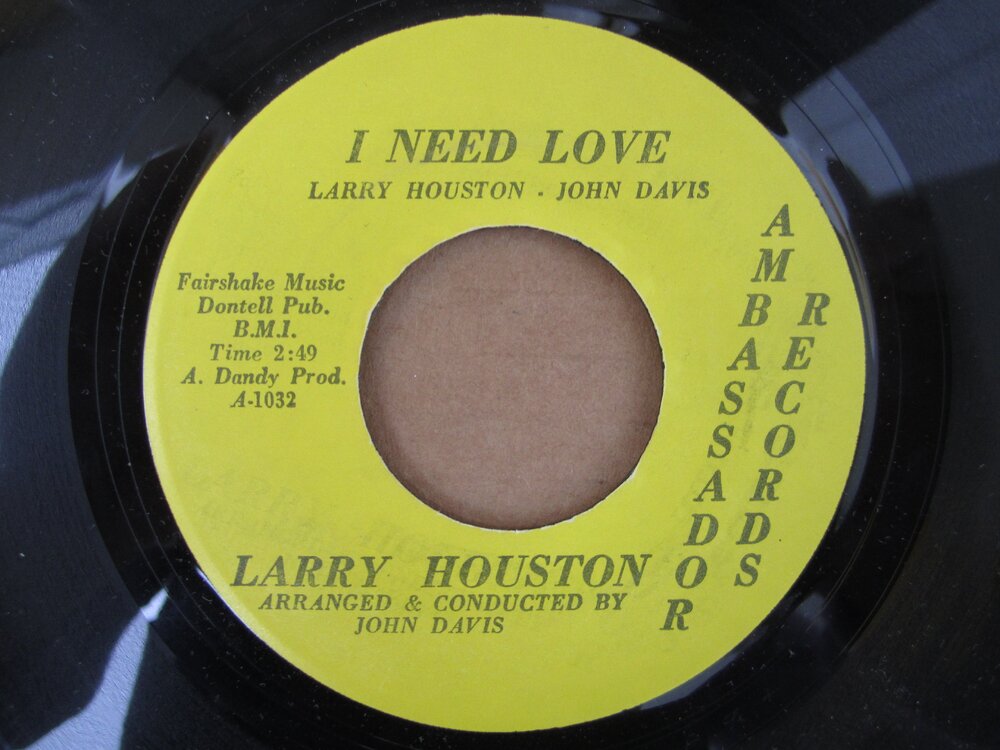 I NEED LOVE
LARRY HOUSTON - JOHN DAVIS
Fairshake Music
Dontell Pub.
B.M.I.
Time 2:49
A. Dandy Prod.
A-1032
AMBASSADOR
RECORDS
LARRY HOUSTON
ARRANGED & CONDUCTED BY
JOHN DAVIS